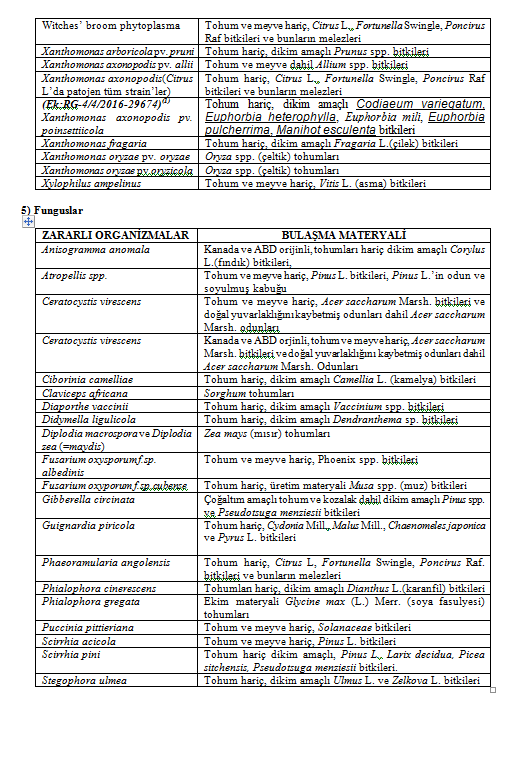 Witches’ broom phytoplasma Tohum ve meyve hariç, Citrus L., Fortunella Swingle, Poncirus
Raf bitkileri ve bunların melezleri
Xanthomonas arboricola pv. pruni Tohum hariç, dikim amaçlı Prunus spp. bitkileri
Xanthomonas axonopodis pv. allii Tohum ve meyve dahil Allium spp. bitkileri
Xanthomonas axonopodis(Citrus Tohum hariç, Citrus L., Fortunella Swingle, Poncirus Raf
L’da patojen tüm strain’ler) bitkileri ve bunların melezleri
(Ek:RG-4/4/2016-29674) Tohum hariç, dikim amaçlı Codiaeum variegatum,
Xanthomonas axonopodis pv. Euphorbia heterophylla, Euphorbia mili, Euphorbia
poinsettiicola pulcherrima, Manihot esculenta bitkileri
Xanthomonas fragaria Tohum hariç, dikim amaçlı Fragaria L.(çilek) bitkileri
Xanthomonas oryzae pv. oryzae Oryza spp. (çeltik) tohumları
Xanthomonas oryzae pv.oryzicola Oryza spp. (çeltik) tohumları
Xylophilus ampelinus Tohum ve meyve hariç, Vitis L. (asma) bitkileri
5) Funguslar
ZARARLI ORGANİZMALAR BULAŞMA MATERYALİ
Anisogramma anomala Kanada ve ABD orijinli, tohumları hariç dikim amaçlı Corylus
L.(fındık) bitkileri,
Atropellis spp. Tohum ve meyve hariç, Pinus L. bitkileri, Pinus L.’in odun ve
soyulmuş kabuğu
Ceratocystis virescens Tohum ve meyve hariç, Acer saccharum Marsh. bitkileri ve
doğal yuvarlaklığını kaybetmiş odunları dahil Acer saccharum
Marsh. odunları
Ceratocystis virescens Kanada ve ABD orjinli, tohum ve meyve hariç, Acer saccharum
Marsh. bitkileri ve doğal yuvarlaklığını kaybetmiş odunları dahil
Acer saccharum Marsh. Odunları
Ciborinia camelliae Tohum hariç, dikim amaçlı Camellia L. (kamelya) bitkileri
Claviceps africana Sorghum tohumları
Diaporthe vaccinii Tohum hariç, dikim amaçlı Vaccinium spp. bitkileri
Didymella ligulicola Tohum hariç, dikim amaçlı Dendranthema sp. bitkileri
Diplodia macrospora ve Diplodia Zea mays (mısır) tohumları
zea (=maydis)
Fusarium oxysporum f.sp. Tohum ve meyve hariç, Phoenix spp. bitkileri
albedinis
Fusarium oxyporum f.sp.cubense Tohum hariç, üretim materyali Musa spp. (muz) bitkileri
Gibberella circinata Çoğaltım amaçlı tohum ve kozalak dahil dikim amaçlı Pinus spp.
ve Pseudotsuga menziesii bitkileri
Guignardia piricola Tohum hariç, Cydonia Mill., Malus Mill., Chaenomeles japonica
ve Pyrus L. bitkileri
Phaeoramularia angolensis Tohum hariç, Citrus L, Fortunella Swingle, Poncirus Raf.
bitkileri ve bunların melezleri
Phialophora cinerescens Tohumları hariç, dikim amaçlı Dianthus L.(karanfil) bitkileri
Phialophora gregata Ekim materyali Glycine max (L.) Merr. (soya fasulyesi)
tohumları
Puccinia pittieriana Tohum ve meyve hariç, Solanaceae bitkileri
Scirrhia acicola Tohum ve meyve hariç, Pinus L. bitkileri
Scirrhia pini Tohum hariç dikim amaçlı, Pinus L., Larix decidua, Picea
sitchensis, Pseudotsuga menziesii bitkileri.
Stegophora ulmea Tohum hariç, dikim amaçlı Ulmus L. ve Zelkova L. bitkileri